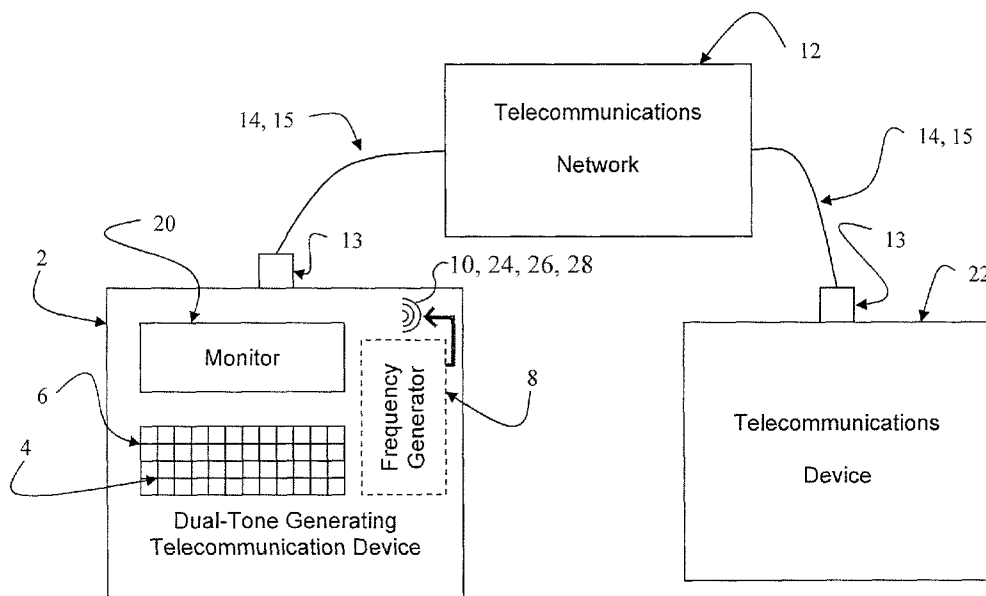 12
Telecommunications
Network
14, 15
14, 15
20
13
13
10, 24, 26, 28
2
22
Monitor
6
8
Frequency
Generator
4
Telecommunications
Device
Dual-Tone Generating
Telecommunication Device